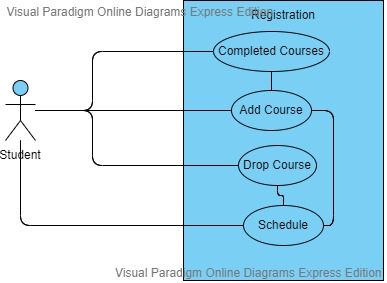 Visual Paradigm Online Diagrams Express Edition
Registration
Completed Courses
Add Course
Drop Course
Student
Schedule
Visual Paradigm Online Diagrams Express Edition